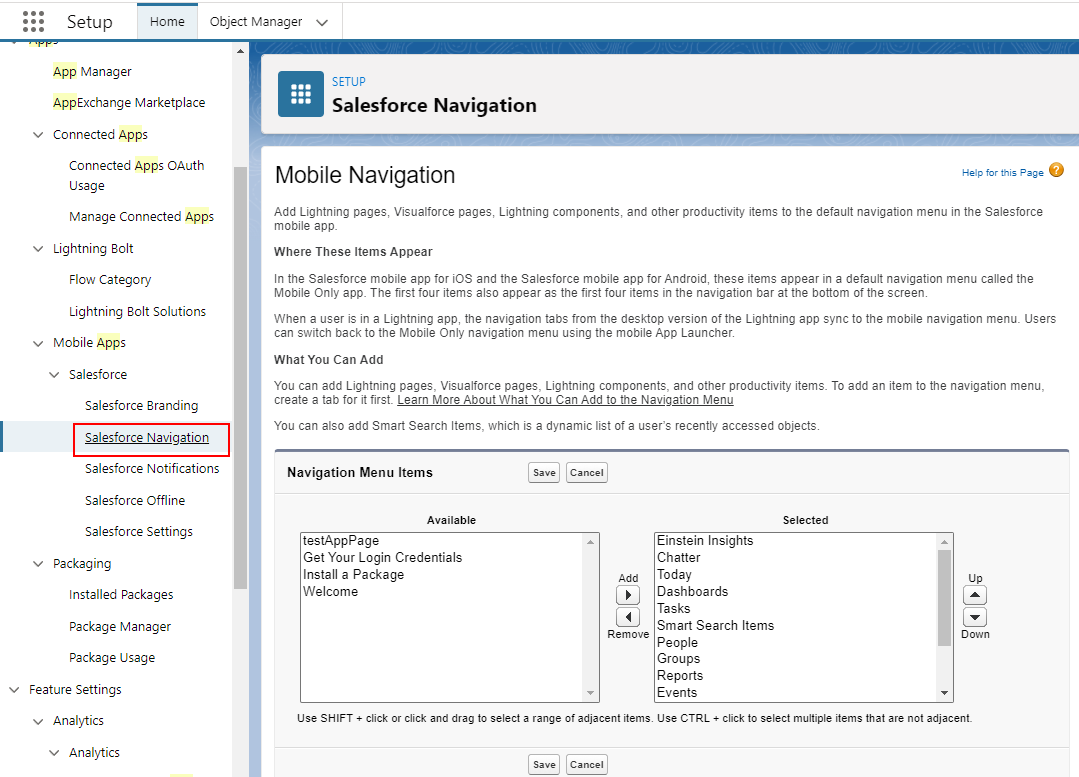 Setup
Home
Object Manager
Apps
App Manager
AppExchange Marketplace
Connected Apps
Connected Apps OAuth
Usage
Manage Connected Apps
Lightning Bolt
Flow Category
Lightning Bolt Solutions
Mobile Apps
Salesforce
Salesforce Branding
Salesforce Navigation
Salesforce Notifications
Salesforce Offline
Salesforce Settings
Packaging
Installed Packages
Package Manager
Package Usage
Feature Settings
Analytics
Analytics
SETUP
Salesforce Navigation
Mobile Navigation
Help for this Page ?
Add Lightning pages, Visualforce pages, Lightning components, and other productivity items to the default navigation menu in the Salesforce
mobile app.
Where These Items Appear
In the Salesforce mobile app for iOS and the Salesforce mobile app for Android, these items appear in a default navigation menu called the
Mobile Only app. The first four items also appear as the first four items in the navigation bar at the bottom of the screen.
When a user is in a Lightning app, the navigation tabs from the desktop version of the Lightning app sync to the mobile navigation menu. Users
can switch back to the Mobile Only navigation menu using the mobile App Launcher.
What You Can Add
You can add Lightning pages, Visualforce pages, Lightning components, and other productivity items. To add an item to the navigation menu,
create a tab for it first. Learn More About What You Can Add to the Navigation Menu
You can also add Smart Search Items, which is a dynamic list of a user's recently accessed objects.
Navigation Menu Items
Save
Cancel
Available
testAppPage
Get Your Login Credentials
Install a Package
Welcome
Add
Remove
Selected
Einstein Insights
Chatter
Today
Dashboards
Tasks
Smart Search Items
People
Groups
Reports
Events
Up
Down
Use SHIFT + click or click and drag to select a range of adjacent items. Use CTRL + click to select multiple items that are not adjacent.
Save
Cancel